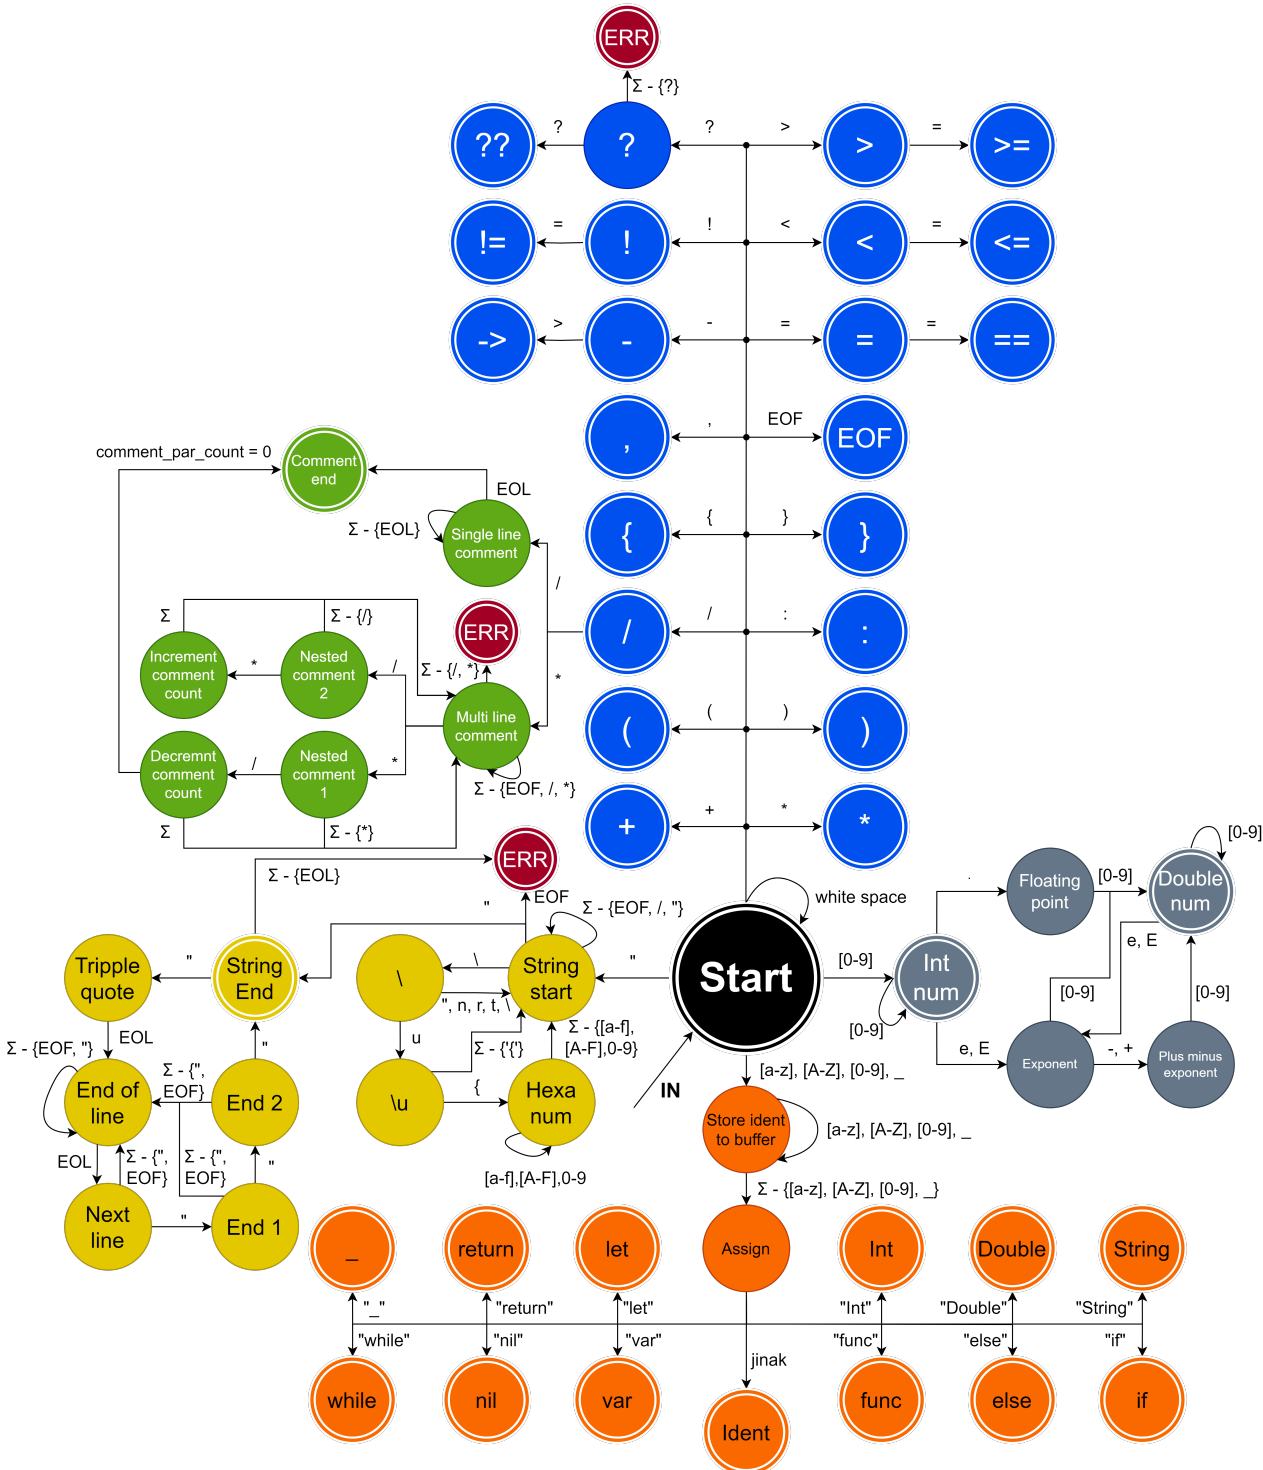 ERR
Σ - {?}
??
?
?
?
>
>
=
>=
!=
=
!
!
<
<
=
<=
->
>
-
-
=
=
=
==
,
,
EOF
EOF
comment_par_count = 0
Comment
end
EOL
Σ - {EOL}
Single line
comment
{
{
}
}
/
Σ
Σ - {/}
ERR
/
/
:
:
Increment
comment
count
*
Nested
comment
2
/
Σ - {/, *}
*
Multi line
comment
(
(
)
)
Decremnt
comment
count
/
Nested
comment
1
*
Σ - {EOF, /, *}
Σ
Σ - {*}
+
+
*
*
ERR
Σ - {EOL}
EOF
"
Σ - {EOF, /, "}
white space
.
Floating
point
[0-9]
Double
num
[0-9]
e, E
Tripple
quote
"
String
End
\
\
String
start
"
Start
[0-9]
Int
num
", n, r, t, \
[0-9]
[0-9]
[0-9]
EOL
Σ - {EOF, "}
"
u
Σ - {'{'}
Σ - {[a-f],
[A-F],0-9}
IN
e, E
Exponent
-, +
Plus minus
exponent
[a-z], [A-Z], [0-9], _
End of
line
Σ - {",
EOF}
End 2
\u
{
Hexa
num
Store ident
to buffer
[a-z], [A-Z], [0-9], _
EOL
Σ - {",
EOF}
Σ - {",
EOF}
"
[a-f],[A-F],0-9
Σ - {[a-z], [A-Z], [0-9], _}
Next
line
"
End 1
_
return
let
Assign
Int
Double
String
"_"
"return"
"let"
"Int"
"Double"
"String"
"while"
"nil"
"var"
jinak
"func"
"else"
"if"
while
nil
var
Ident
func
else
if